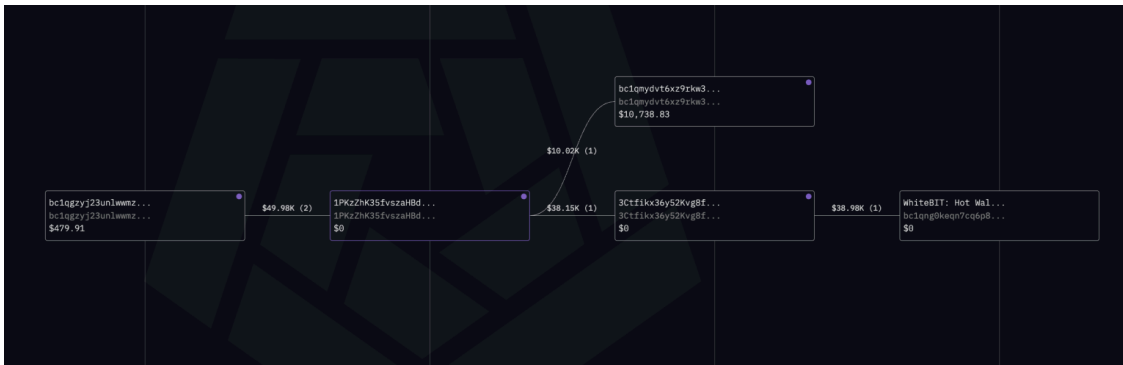 bc1qmydvt6xz9rkw3...
bc1qmydvt6xz9rkw3...
$10,738.83
$10.02K (1)
bc1qgzyj23unlwwmz...
bc1qgzyj23unlwwmz...
$479.91
$49.98K (2)
1PKzZhK35fvszaHBd...
1PKzZhK35fvszaHBd...
$0
$38.15K (1)
3Ctfikx36y52Kvg8f...
3Ctfikx36y52Kvg8f...
$0
$38.98K (1)
WhiteBIT: Hot Wal...
bc1qng0keqn7cq6p8...
$0